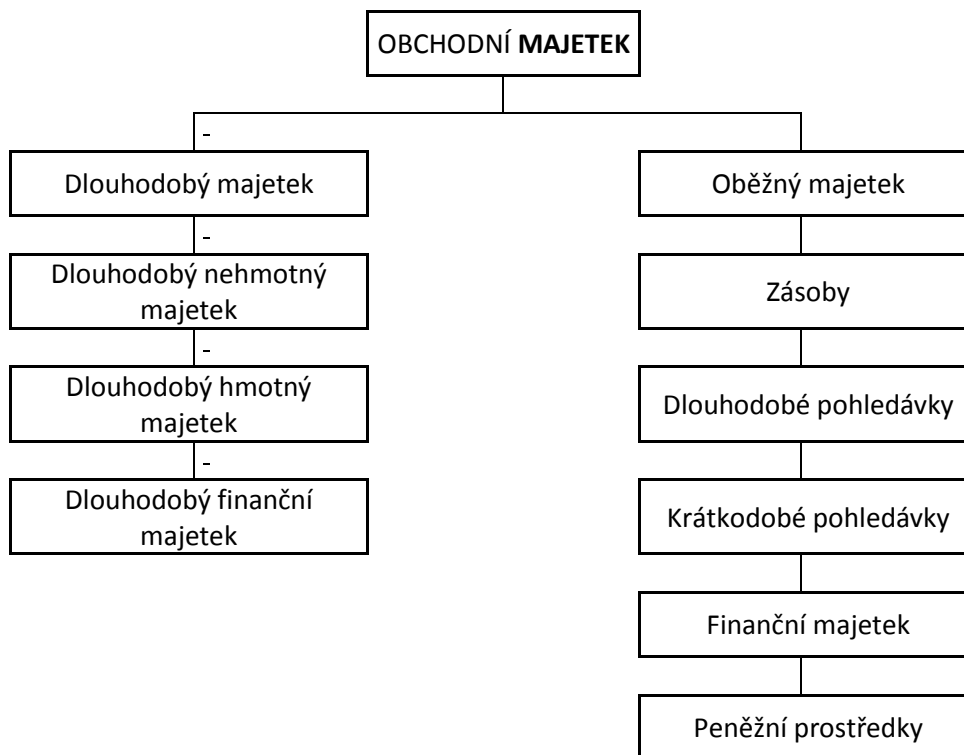 OBCHODNÍ MAJETEK
-
Dlouhodobý majetek
-
Dlouhodobý nehmotný
majetek
-
Dlouhodobý hmotný
majetek
-
Dlouhodobý finanční
majetek
Oběžný majetek
Zásoby
Dlouhodobé pohledávky
Krátkodobé pohledávky
Finanční majetek
Peněžní prostředky